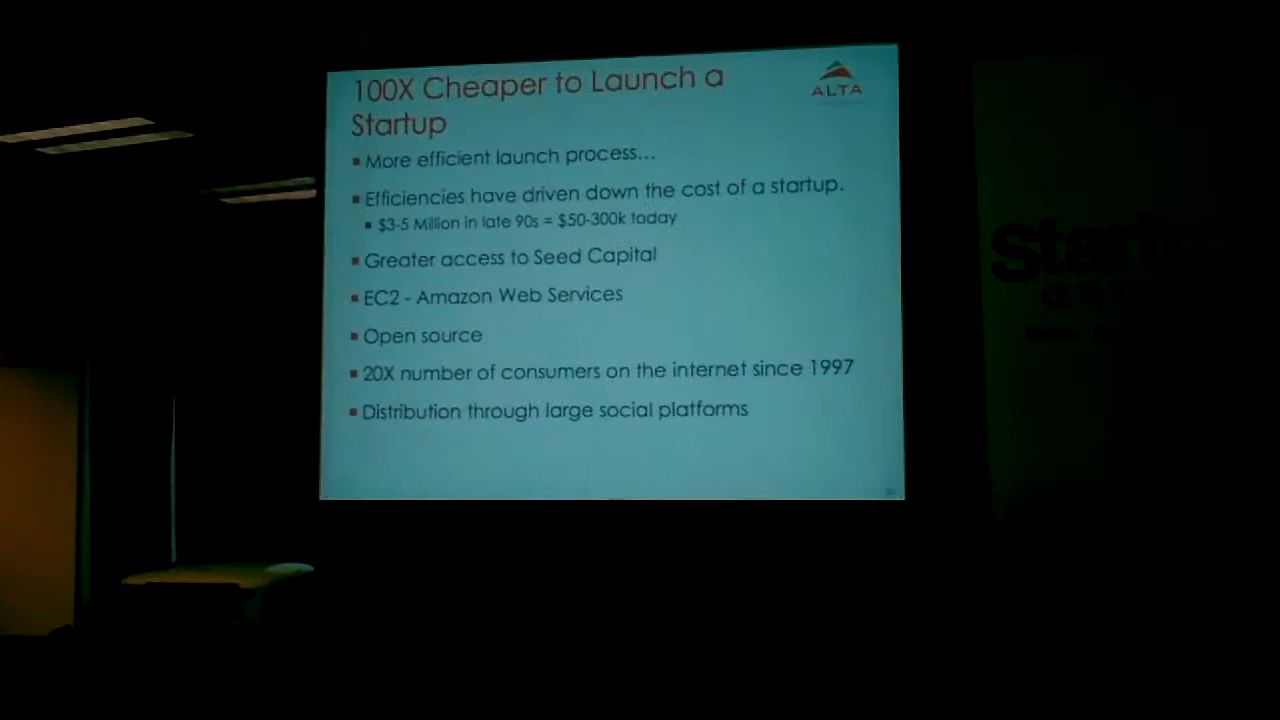 100X Cheaper to Launch a
Startup
ALTA
▪ More efficient launch process...
▪ Efficiencies have driven down the cost of a startup.
▪ $3-5 Million in late 90s = $50-300k today
▪ Greater access to Seed Capital
▪ EC2 - Amazon Web Services
▪ Open source
▪ 20X number of consumers on the internet since 1997
▪ Distribution through large social platforms